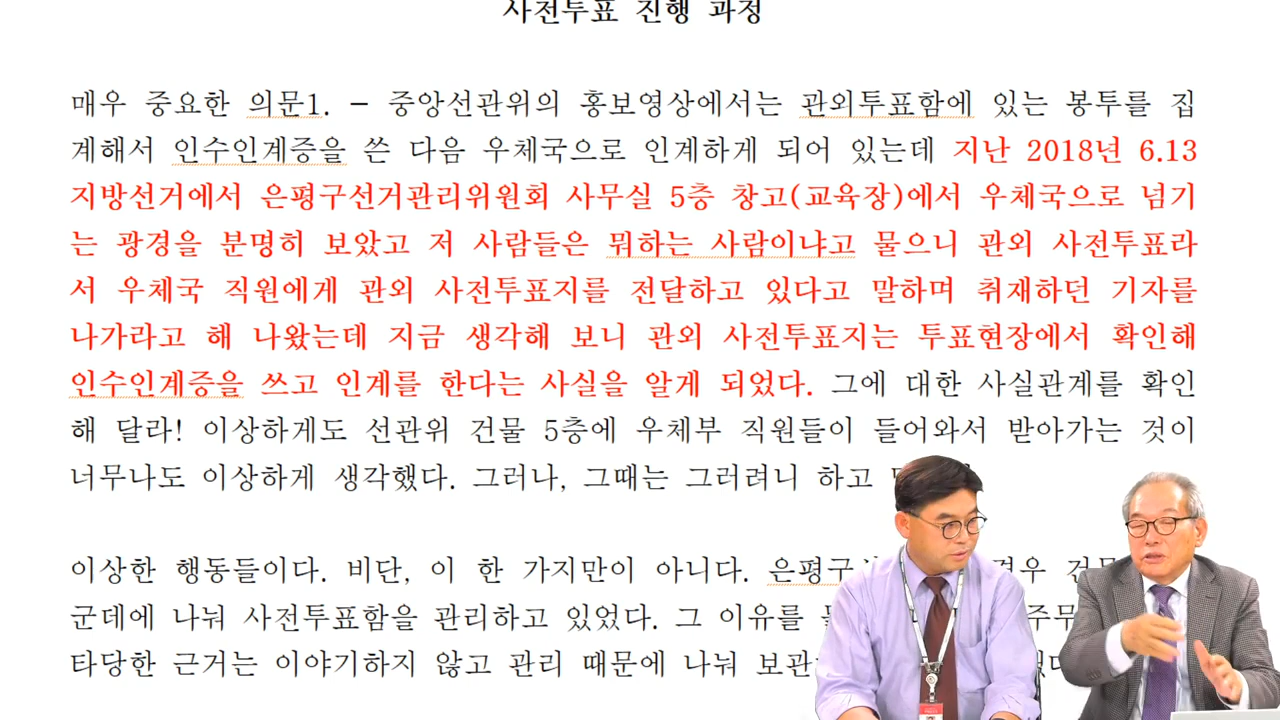 사전투표 진행 과정
매우 중요한 의문1. - 중앙선관위의 홍보영상에서는 관외투표함에 있는 봉투를 집
계해서 인수인계증을 쓴 다음 우체국으로 인계하게 되어 있는데 지난 2018년 6.13
지방선거에서 은평구선거관리위원회 사무실 5층 창고(교육장)에서 우체국으로 넘기
는 광경을 분명히 보았고 저 사람들은 뭐하는 사람이냐고 물으니 관외 사전투표라
서 우체국 직원에게 관외 사전투표지를 전달하고 있다고 말하며 취재하던 기자를
나가라고 해 나왔는데 지금 생각해 보니 관외 사전투표지는 투표현장에서 확인해
인수인계증을 쓰고 인계를 한다는 사실을 알게 되었다. 그에 대한 사실관계를 확인
해 달라! 이상하게도 선관위 건물 5층에 우체부 직원들이 들어와서 받아가는 것이
너무나도 이상하게 생각했다. 그러나, 그때는 그러려니 하고
이상한 행동들이다. 비단, 이 한 가지만이 아니다. 은평구
군데에 나눠 사전투표함을 관리하고 있었다. 그 이유를
타당한 근거는 이야기하지 않고 관리 때문에 나눠